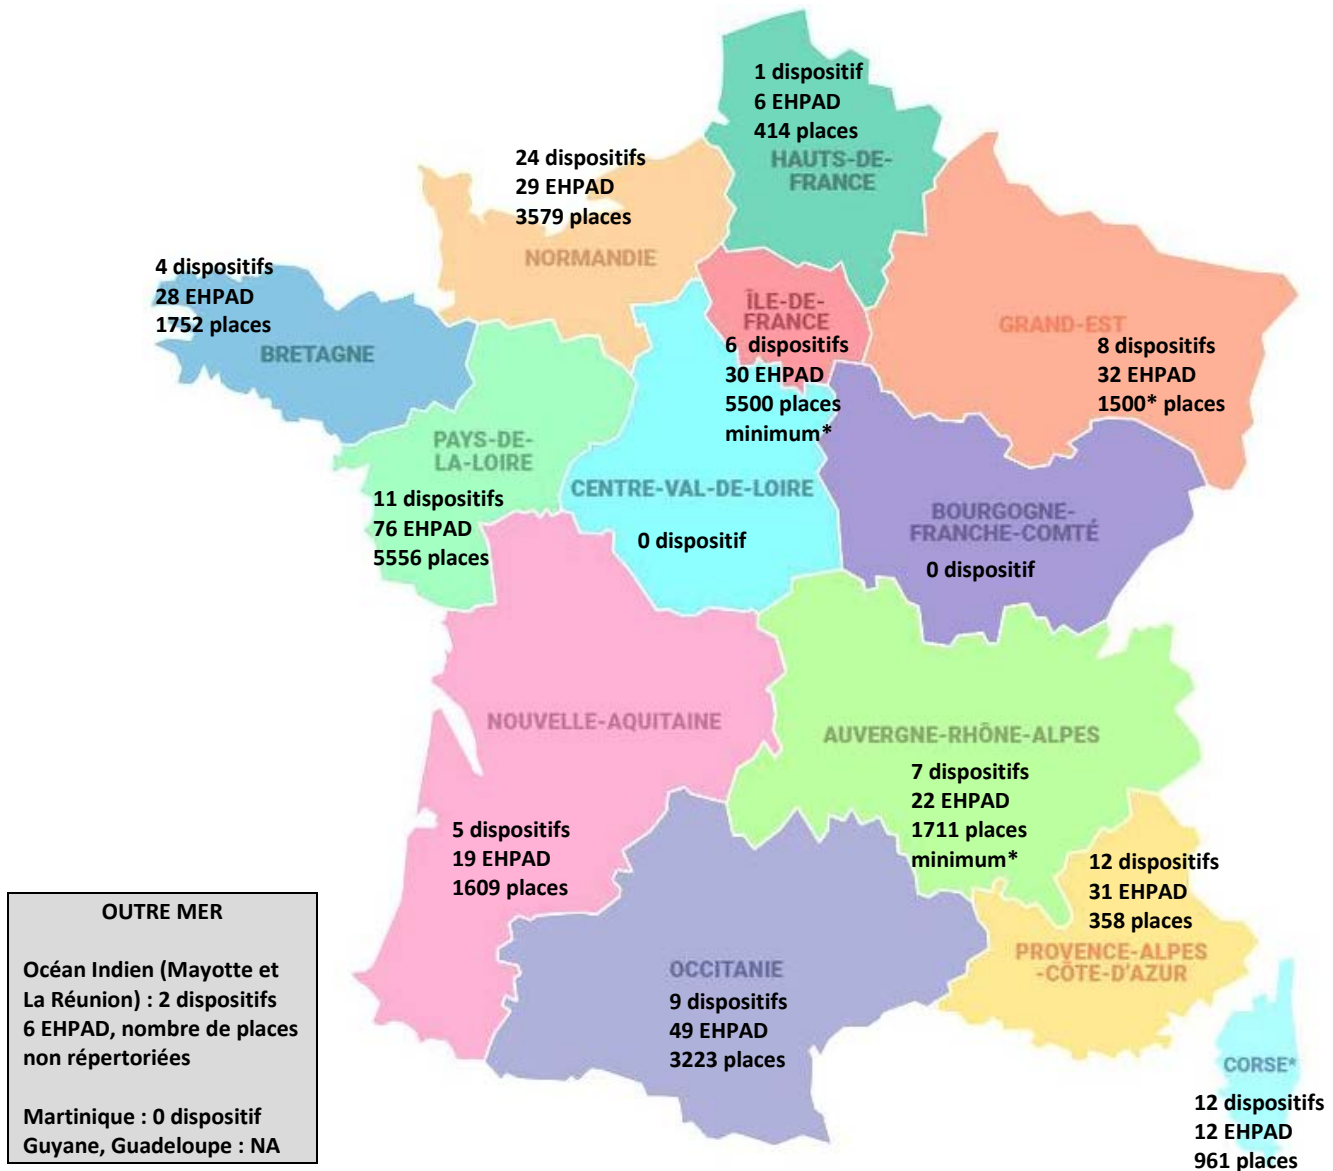 1 dispositif
6 EHPAD
414 places
HAUTS-DE-
FRANCE
24 dispositifs
29 EHPAD
3579 places
NORMANDIE
4 dispositifs
28 EHPAD
1752 places
BRETAGNE
ÎLE-DE-
FRANCE
6 dispositifs
30 EHPAD
5500 places
minimum*
GRAND-EST
8 dispositifs
32 EHPAD
1500* places
PAYS-DE-
LA-LOIRE
11 dispositifs
76 EHPAD
5556 places
CENTRE-VAL-DE-LOIRE
0 dispositif
BOURGOGNE-
FRANCHE-COMTÉ
0 dispositif
NOUVELLE-AQUITAINE
5 dispositifs
19 EHPAD
1609 places
AUVERGNE-RHÔNE-ALPES
7 dispositifs
22 EHPAD
1711 places
minimum*
12 dispositifs
31 EHPAD
358 places
PROVENCE-ALPES
-CÔTE-D'AZUR
OCCITANIE
9 dispositifs
49 EHPAD
3223 places
CORSE*
12 dispositifs
12 EHPAD
961 places
OUTRE MER
Océan Indien (Mayotte et
La Réunion) : 2 dispositifs
6 EHPAD, nombre de places
non répertoriées
Martinique : 0 dispositif
Guyane, Guadeloupe : NA